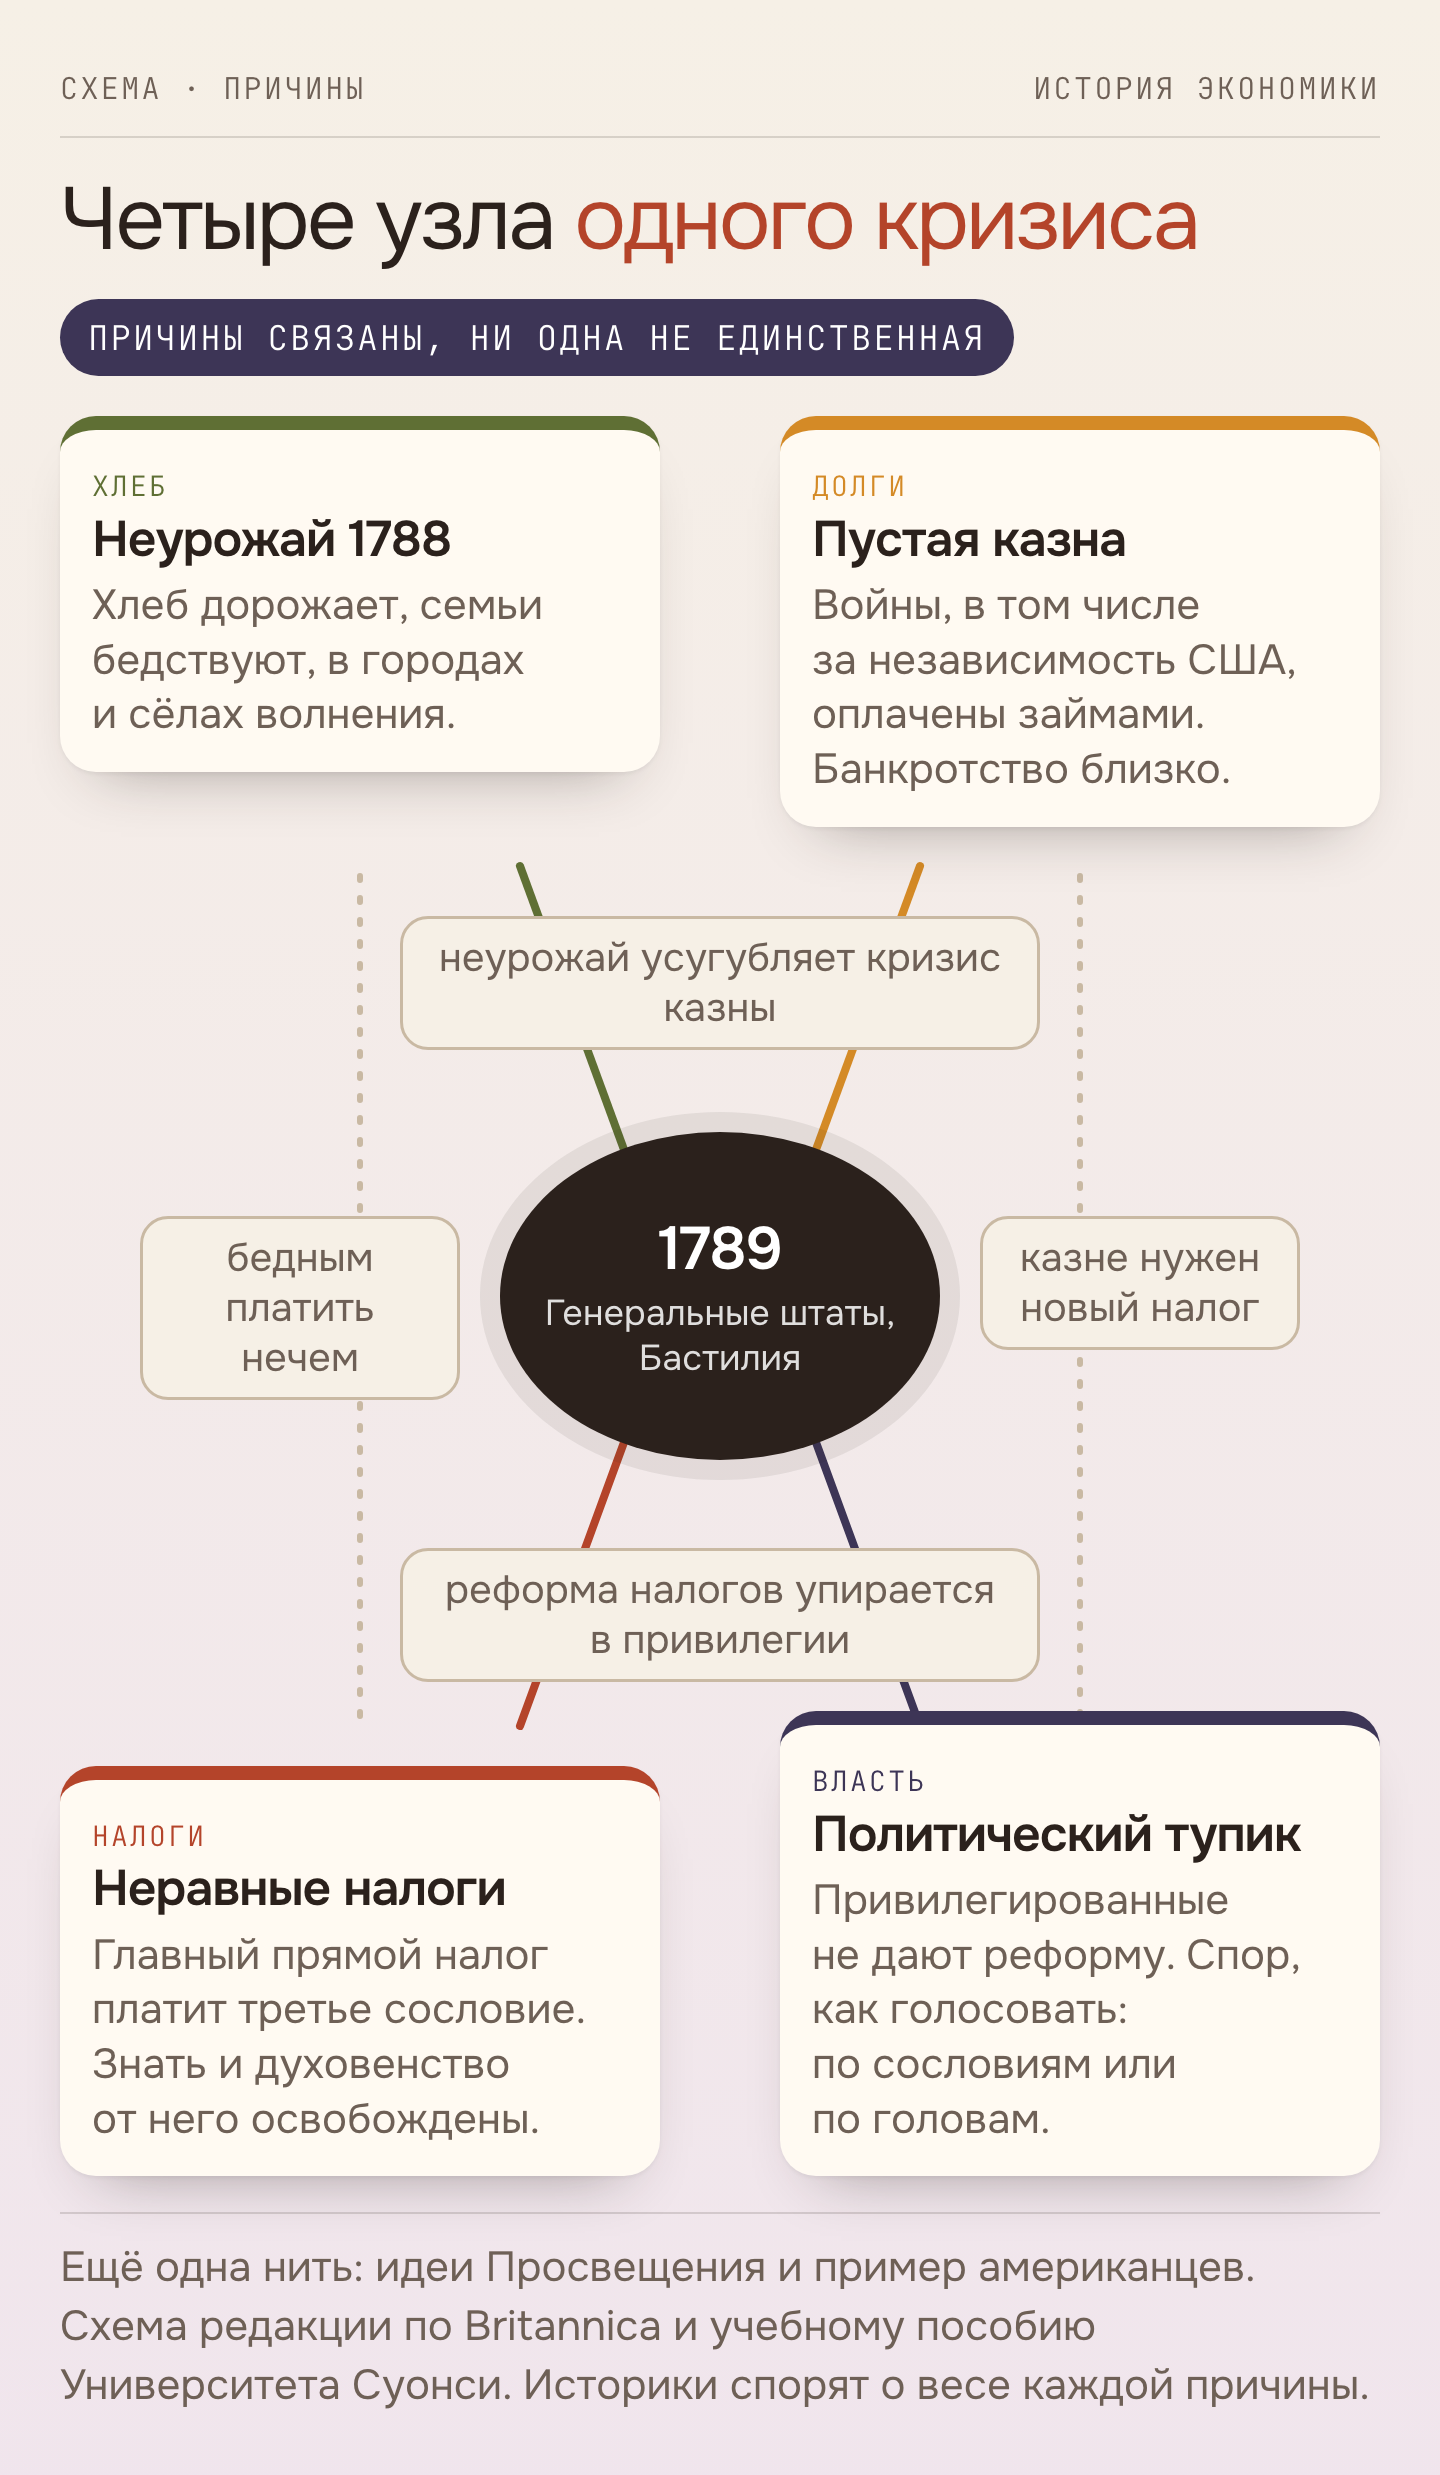 СХЕМА · ПРИЧИНЫ
ИСТОРИЯ ЭКОНОМИКИ
Четыре узла одного кризиса
ПРИЧИНЫ СВЯЗАНЫ, НИ ОДНА НЕ ЕДИНСТВЕННАЯ
ХЛЕБ
Неурожай 1788
Хлеб дорожает, семьи
бедствуют, в городах
и сёлах волнения.
ДОЛГИ
Пустая казна
Войны, в том числе
за независимость США,
оплачены займами.
Банкротство близко.
неурожай усугубляет кризис
казны
бедным
платить
нечем
1789
Генеральные штаты,
Бастилия
казне нужен
новый налог
реформа налогов упирается
в привилегии
НАЛОГИ
Неравные налоги
Главный прямой налог
платит третье сословие.
Знать и духовенство
от него освобождены.
ВЛАСТЬ
Политический тупик
Привилегированные
не дают реформу. Спор,
как голосовать:
по сословиям или
по головам.
Ещё одна нить: идеи Просвещения и пример американцев.
Схема редакции по Britannica и учебному пособию
Университета Суонси. Историки спорят о весе каждой причины.